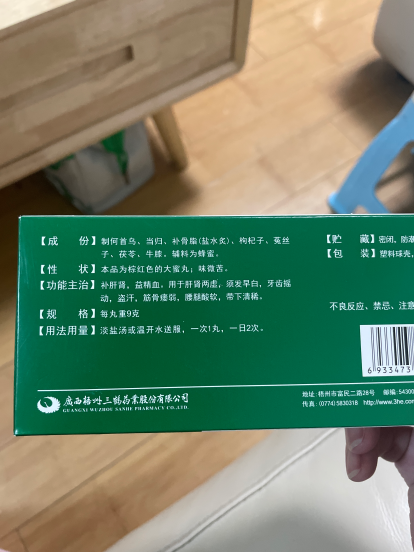 【成 份】 制何首乌、当归、补骨脂(盐水炙)、枸杞子、菟丝
子、茯苓、牛膝。辅料为蜂蜜。
【性 状】 本品为棕红色的大蜜丸；味微苦。
【功能主治】 补肝肾，益精血。用于肝肾两虚，须发早白，牙齿摇
动，盗汗，筋骨痿弱，腰腿酸软，带下清稀。
【规 格】 每丸重9克
【用法用量】 淡盐汤或温开水送服，一次1丸，一日2次。
【贮 藏】 密闭，防潮
【包 装】 塑料球壳，
不良反应、禁忌、注意
6 933473
广西梧州三鹤药业股份有限公司
GUANGXI WUZHOU SANHE PHARMACY CO.,LTD.
地址：梧州市富民二路28号 邮编：54300
传真：(0774)5830318 http://www.3he.com